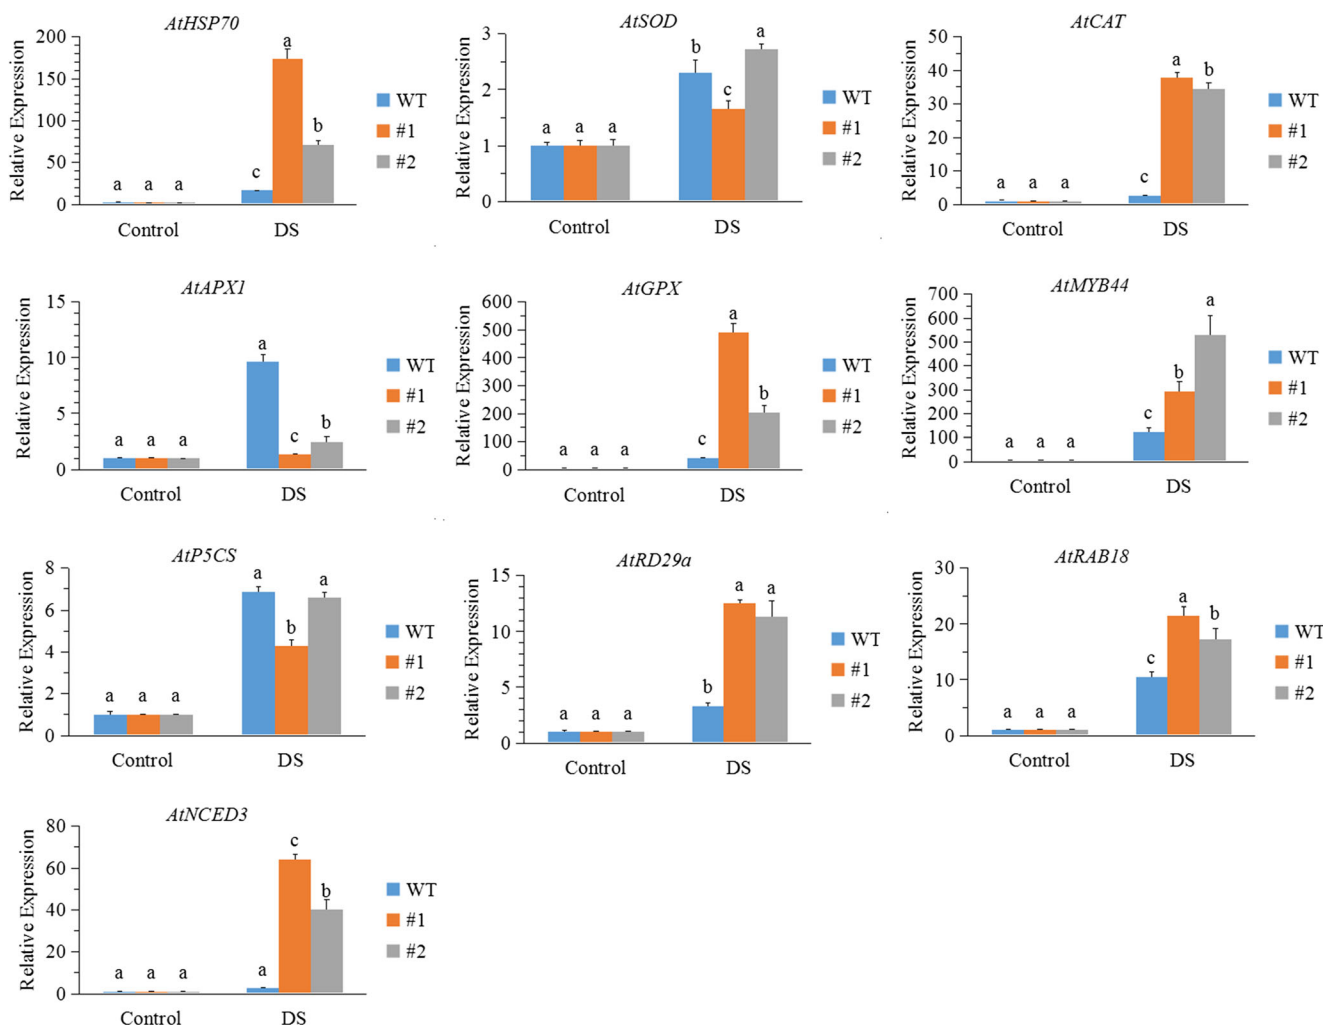 AtHSP70
Relative Expression
200
150
100
50
0
a a a
c a b
Control DS
WT
#1
#2
AtSOD
Relative Expression
3
2
1
0
a a a
b c a
Control DS
WT
#1
#2
AtCAT
Relative Expression
50
40
30
20
10
0
a a a
c a b
Control DS
WT
#1
#2
AtAPX1
Relative Expression
15
10
5
0
a a a
a c b
Control DS
WT
#1
#2
AtGPX
Relative Expression
600
500
400
300
200
100
0
a a a
c a b
Control DS
WT
#1
#2
AtMYB44
Relative Expression
700
600
500
400
300
200
100
0
a a a
c b a
Control DS
WT
#1
#2
AtP5CS
Relative Expression
8
6
4
2
0
a a a
a b a
Control DS
WT
#1
#2
AtRD29a
Relative Expression
15
10
5
0
a a a
b a a
Control DS
WT
#1
#2
AtRAB18
Relative Expression
30
20
10
0
a a a
c a b
Control DS
WT
#1
#2
AtNCED3
Relative Expression
80
60
40
20
0
a a a
a c b
Control DS
WT
#1
#2